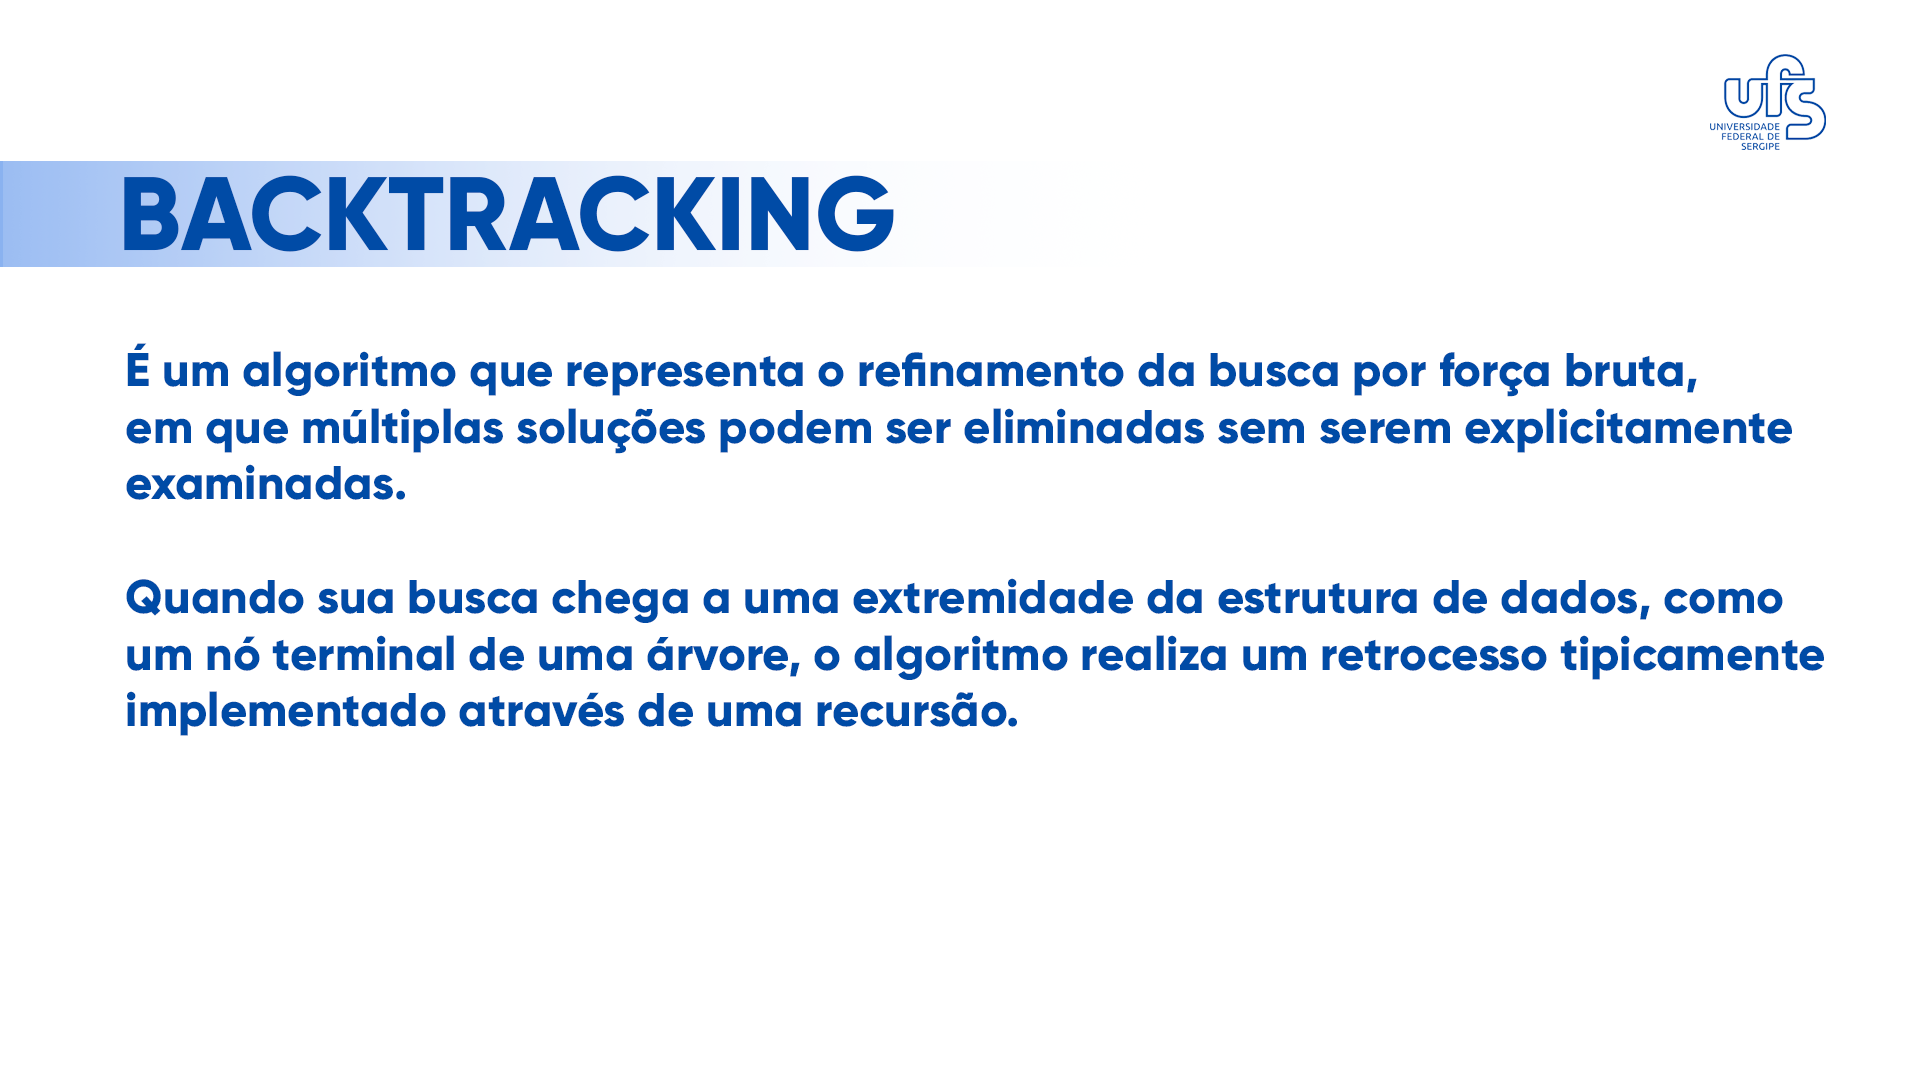 ufs
UNIVERSIDADE
FEDERAL DE
SERGIPE
BACKTRACKING
É um algoritmo que representa o refinamento da busca por força bruta,
em que múltiplas soluções podem ser eliminadas sem serem explicitamente
examinadas.
Quando sua busca chega a uma extremidade da estrutura de dados, como
um nó terminal de uma árvore, o algoritmo realiza um retrocesso tipicamente
implementado através de uma recursão.